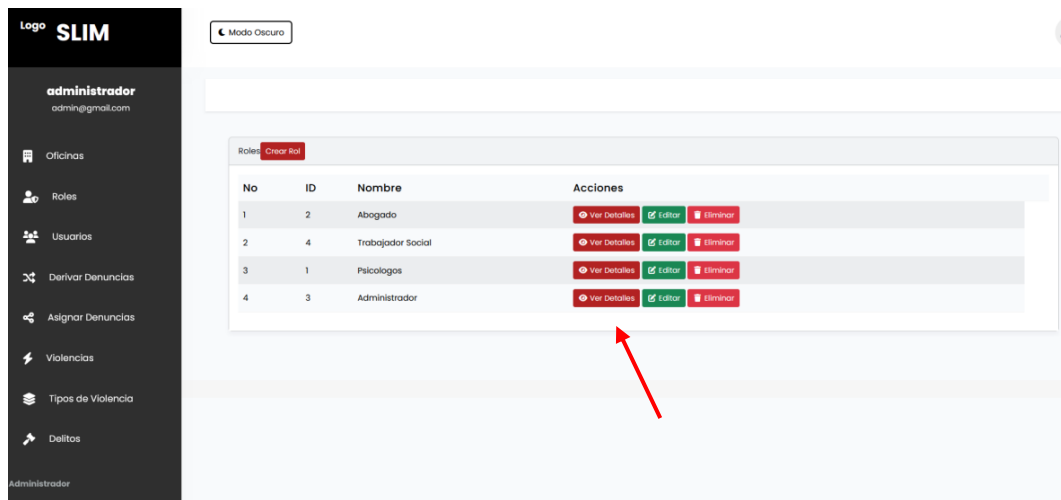 Logo SLIM
Modo Oscuro
administrador
admin@gmail.com
Oficinas
Roles
Usuarios
Derivar Denuncias
Asignar Denuncias
Violencias
Tipos de Violencia
Delitos
Administrador
Roles Crear Rol
No ID Nombre Acciones
1 2 Abogado Ver Detalles Editar Eliminar
2 4 Trabajador Social Ver Detalles Editar Eliminar
3 1 Psicologos Ver Detalles Editar Eliminar
4 3 Administrador Ver Detalles Editar Eliminar